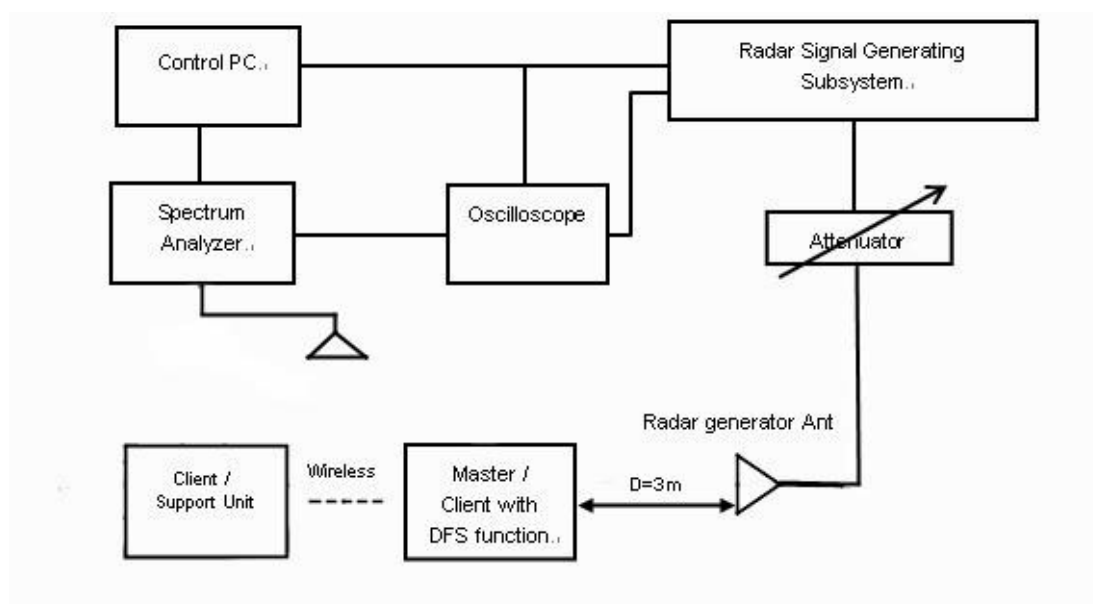 Control PC.
Radar Signal Generating
Subsystem.
Spectrum
Analyzer.
Oscilloscope
Attenuator
Radar generator Ant
Client /
Support Unit
Wireless
Master /
Client with
DFS function.
D=3m